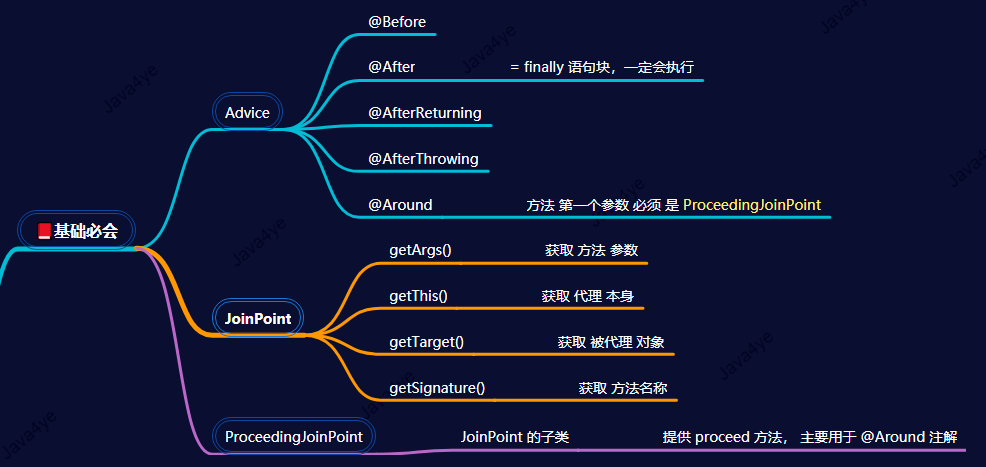 @Before
@After = finally 语句块，一定会执行
Advice
@AfterReturning
@AfterThrowing
@Around 方法 第一个参数 必须 是 ProceedingJoinPoint
基础必会
getArgs() 获取 方法 参数
getThis() 获取 代理 本身
JoinPoint
getTarget() 获取 被代理 对象
getSignature() 获取 方法名称
ProceedingJoinPoint JoinPoint 的子类 提供 proceed 方法， 主要用于 @Around 注解
Java4ye
Java4ye
Java4ye
Java4ye
Java4ye
Java4ye
Java4ye
Java4ye
Java4ye